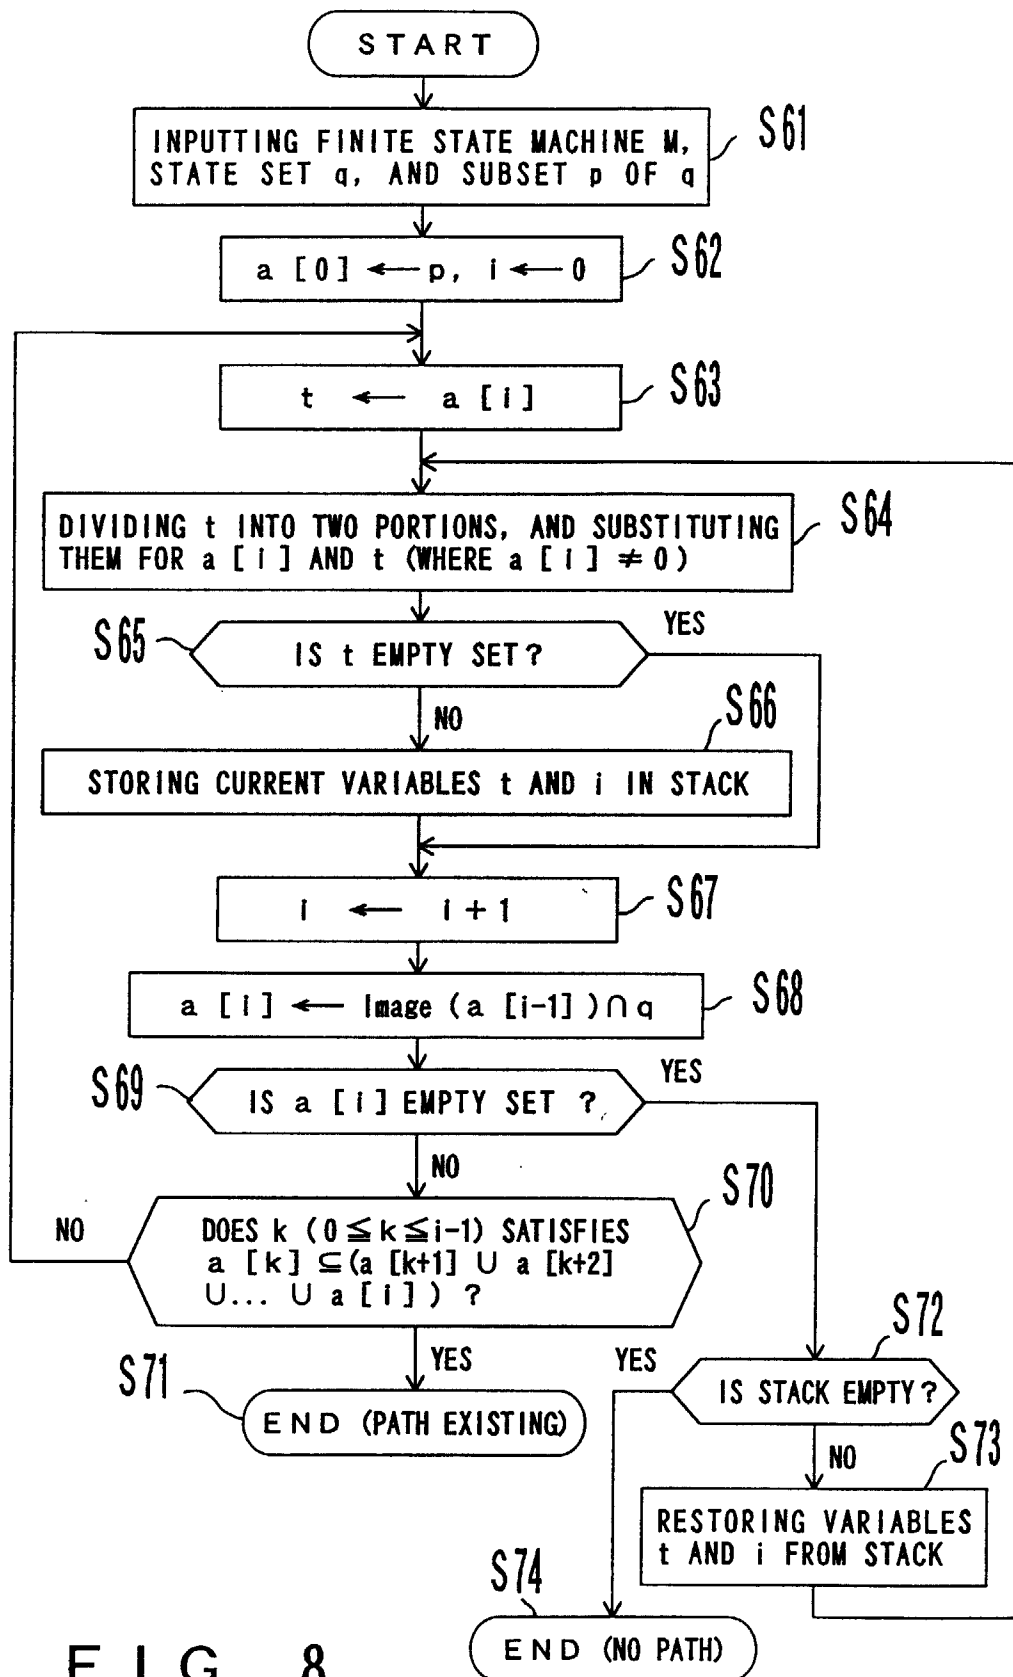 START
S61
INPUTTING FINITE STATE MACHINE M,
STATE SET q, AND SUBSET p OF q
S62
a [0] ← p, i ← 0
S63
t ← a [i]
S64
DIVIDING t INTO TWO PORTIONS, AND SUBSTITUTING
THEM FOR a [i] AND t (WHERE a [i] ≠ 0)
S65
IS t EMPTY SET?
YES
NO
S66
STORING CURRENT VARIABLES t AND i IN STACK
S67
i ← i+1
S68
a [i] ← Image (a [i-1]) ∩ q
S69
IS a [i] EMPTY SET ?
YES
NO
S70
NO
DOES k (0 ≦ k ≦ i-1) SATISFIES
a [k] ⊆ (a [k+1] ∪ a [k+2]
∪... ∪ a [i]) ?
YES
S71
END (PATH EXISTING)
S72
YES
IS STACK EMPTY?
NO
S73
RESTORING VARIABLES
t AND i FROM STACK
S74
END (NO PATH)
FIG. 8